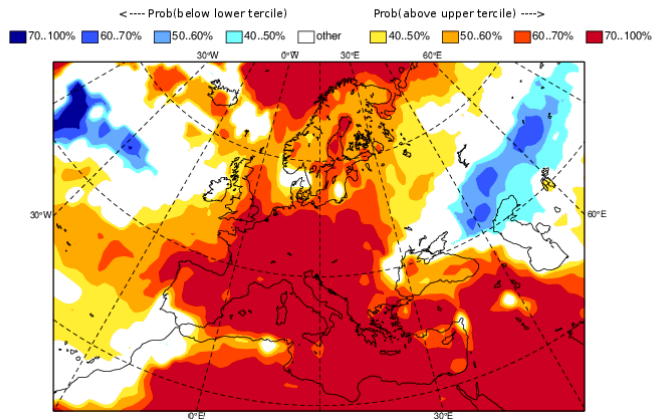 <---- Prob(below lower tercile)    Prob(above upper tercile) ---->
70..100%  60..70%  50..60%  40..50%  other  40..50%  50..60%  60..70%  70..100%
30°W  0°W  30°E  60°E
30°W  60°E
0°E  30°E